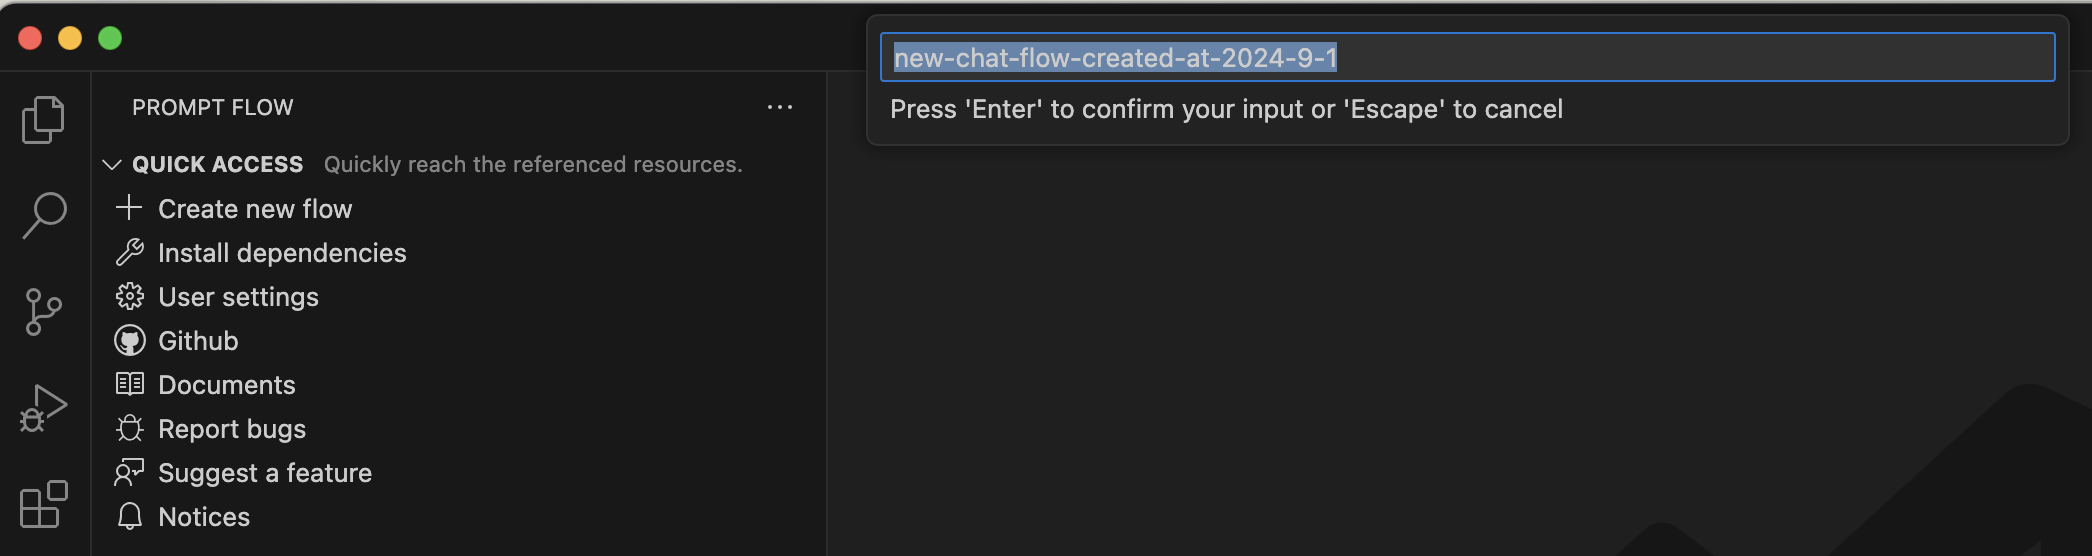 new-chat-flow-created-at-2024-9-1
Press 'Enter' to confirm your input or 'Escape' to cancel
PROMPT FLOW
QUICK ACCESS Quickly reach the referenced resources.
Create new flow
Install dependencies
User settings
Github
Documents
Report bugs
Suggest a feature
Notices